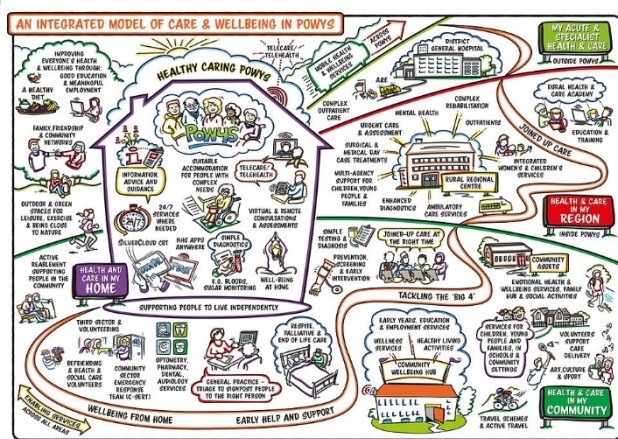 AN INTEGRATED MODEL OF CARE & WELLBEING IN POWYS
IMPROVING
EVERYONE'S HEALTH
& WELLBEING THROUGH:
GOOD EDUCATION
& MEANINGFUL
EMPLOYMENT
A HEALTHY
DIET
FAMILY, FRIENDSHIP
& COMMUNITY
NETWORKS
OUTDOOR & GREEN
SPACES FOR
LEISURE, EXERCISE
& BEING CLOSE
TO NATURE
ACTIVE
REABLEMENT
SUPPORTING
PEOPLE IN THE
COMMUNITY
HEALTH AND
CARE IN MY
HOME
TELECARE/
TELEHEALTH
HEALTHY CARING POWYS
POWYS
INFORMATION,
ADVICE AND
GUIDANCE
24/7
24/7
SERVICES
WHERE
NEEDED
SUITABLE
ACCOMMODATION FOR
PEOPLE WITH
COMPLEX
NEEDS
TELECARE/
TELEHEALTH
VIRTUAL & REMOTE
CONSULTATIONS
& ASSESSMENTS
SILVERCLOUD CBT
HIRE APP
ANYWHERE
SIMPLE
DIAGNOSTICS
E.G. BLOODS,
SUGAR MONITORING
WELL-BEING
AT HOME
SUPPORTING PEOPLE TO LIVE INDEPENDENTLY
MOBILE HEALTH
& WELLBEING
SERVICES
ACROSS
POWYS
DISTRICT
GENERAL HOSPITAL
A&E
COMPLEX
OUTPATIENT
CARE
MY ACUTE &
SPECIALIST
HEALTH & CARE
OUTSIDE POWYS
RURAL HEALTH &
CARE ACADEMY
EDUCATION &
TRAINING
JOINED UP CARE
MENTAL HEALTH
COMPLEX
REHABILITATION
URGENT CARE
& ASSESSMENT
OUTPATIENTS
SURGICAL &
MEDICAL DAY
CASE TREATMENTS
INTEGRATED
WOMEN'S & CHILDREN'S
SERVICES
MULTI-AGENCY
SUPPORT FOR
CHILDREN, YOUNG
PEOPLE &
FAMILIES
RURAL REGIONAL
CENTRE
ENHANCED
DIAGNOSTICS
AMBULATORY
CARE SERVICES
HEALTH & CARE
IN MY
REGION
INSIDE POWYS
SIMPLE
TESTING &
DIAGNOSIS
JOINED-UP CARE AT
THE RIGHT TIME
PREVENTION,
SCREENING
& EARLY
INTERVENTION
TACKLING THE 'BIG 4'
COMMUNITY
ASSETS
EMOTIONAL HEALTH &
WELLBEING SERVICES, FAMILY
HUB & SOCIAL ACTIVITIES
THIRD SECTOR &
VOLUNTEERING
BEFRIENDING
& HEALTH &
SOCIAL CARE
VOLUNTEERS
COMMUNITY
SECTOR
EMERGENCY
RESPONSE
TEAM (C-SERT)
OPTOMETRY,
PHARMACY,
DENTAL,
AUDIOLOGY
SERVICES
GENERAL PRACTICE -
TRIAGE TO SUPPORT PEOPLE
TO THE RIGHT PERSON
RESPITE,
PALLIATIVE &
END OF LIFE CARE
EARLY YEARS, EDUCATION
& EMPLOYMENT SERVICES
WELLNESS
SERVICES
HEALTHY LIVING
ACTIVITIES
COMMUNITY
WELLBEING HUB
SERVICES FOR
CHILDREN, YOUNG
PEOPLE AND
FAMILIES, IN
SCHOOLS &
COMMUNITY
SETTINGS
VOLUNTEERS
SUPPORT
CARE
DELIVERY
ART, CULTURE
& SPORT
TRAVEL SCHEMES
& ACTIVE TRAVEL
HEALTH &
CARE IN MY
COMMUNITY
ENABLING SERVICES
ACROSS ALL AREAS
WELLBEING FROM HOME
EARLY HELP AND SUPPORT